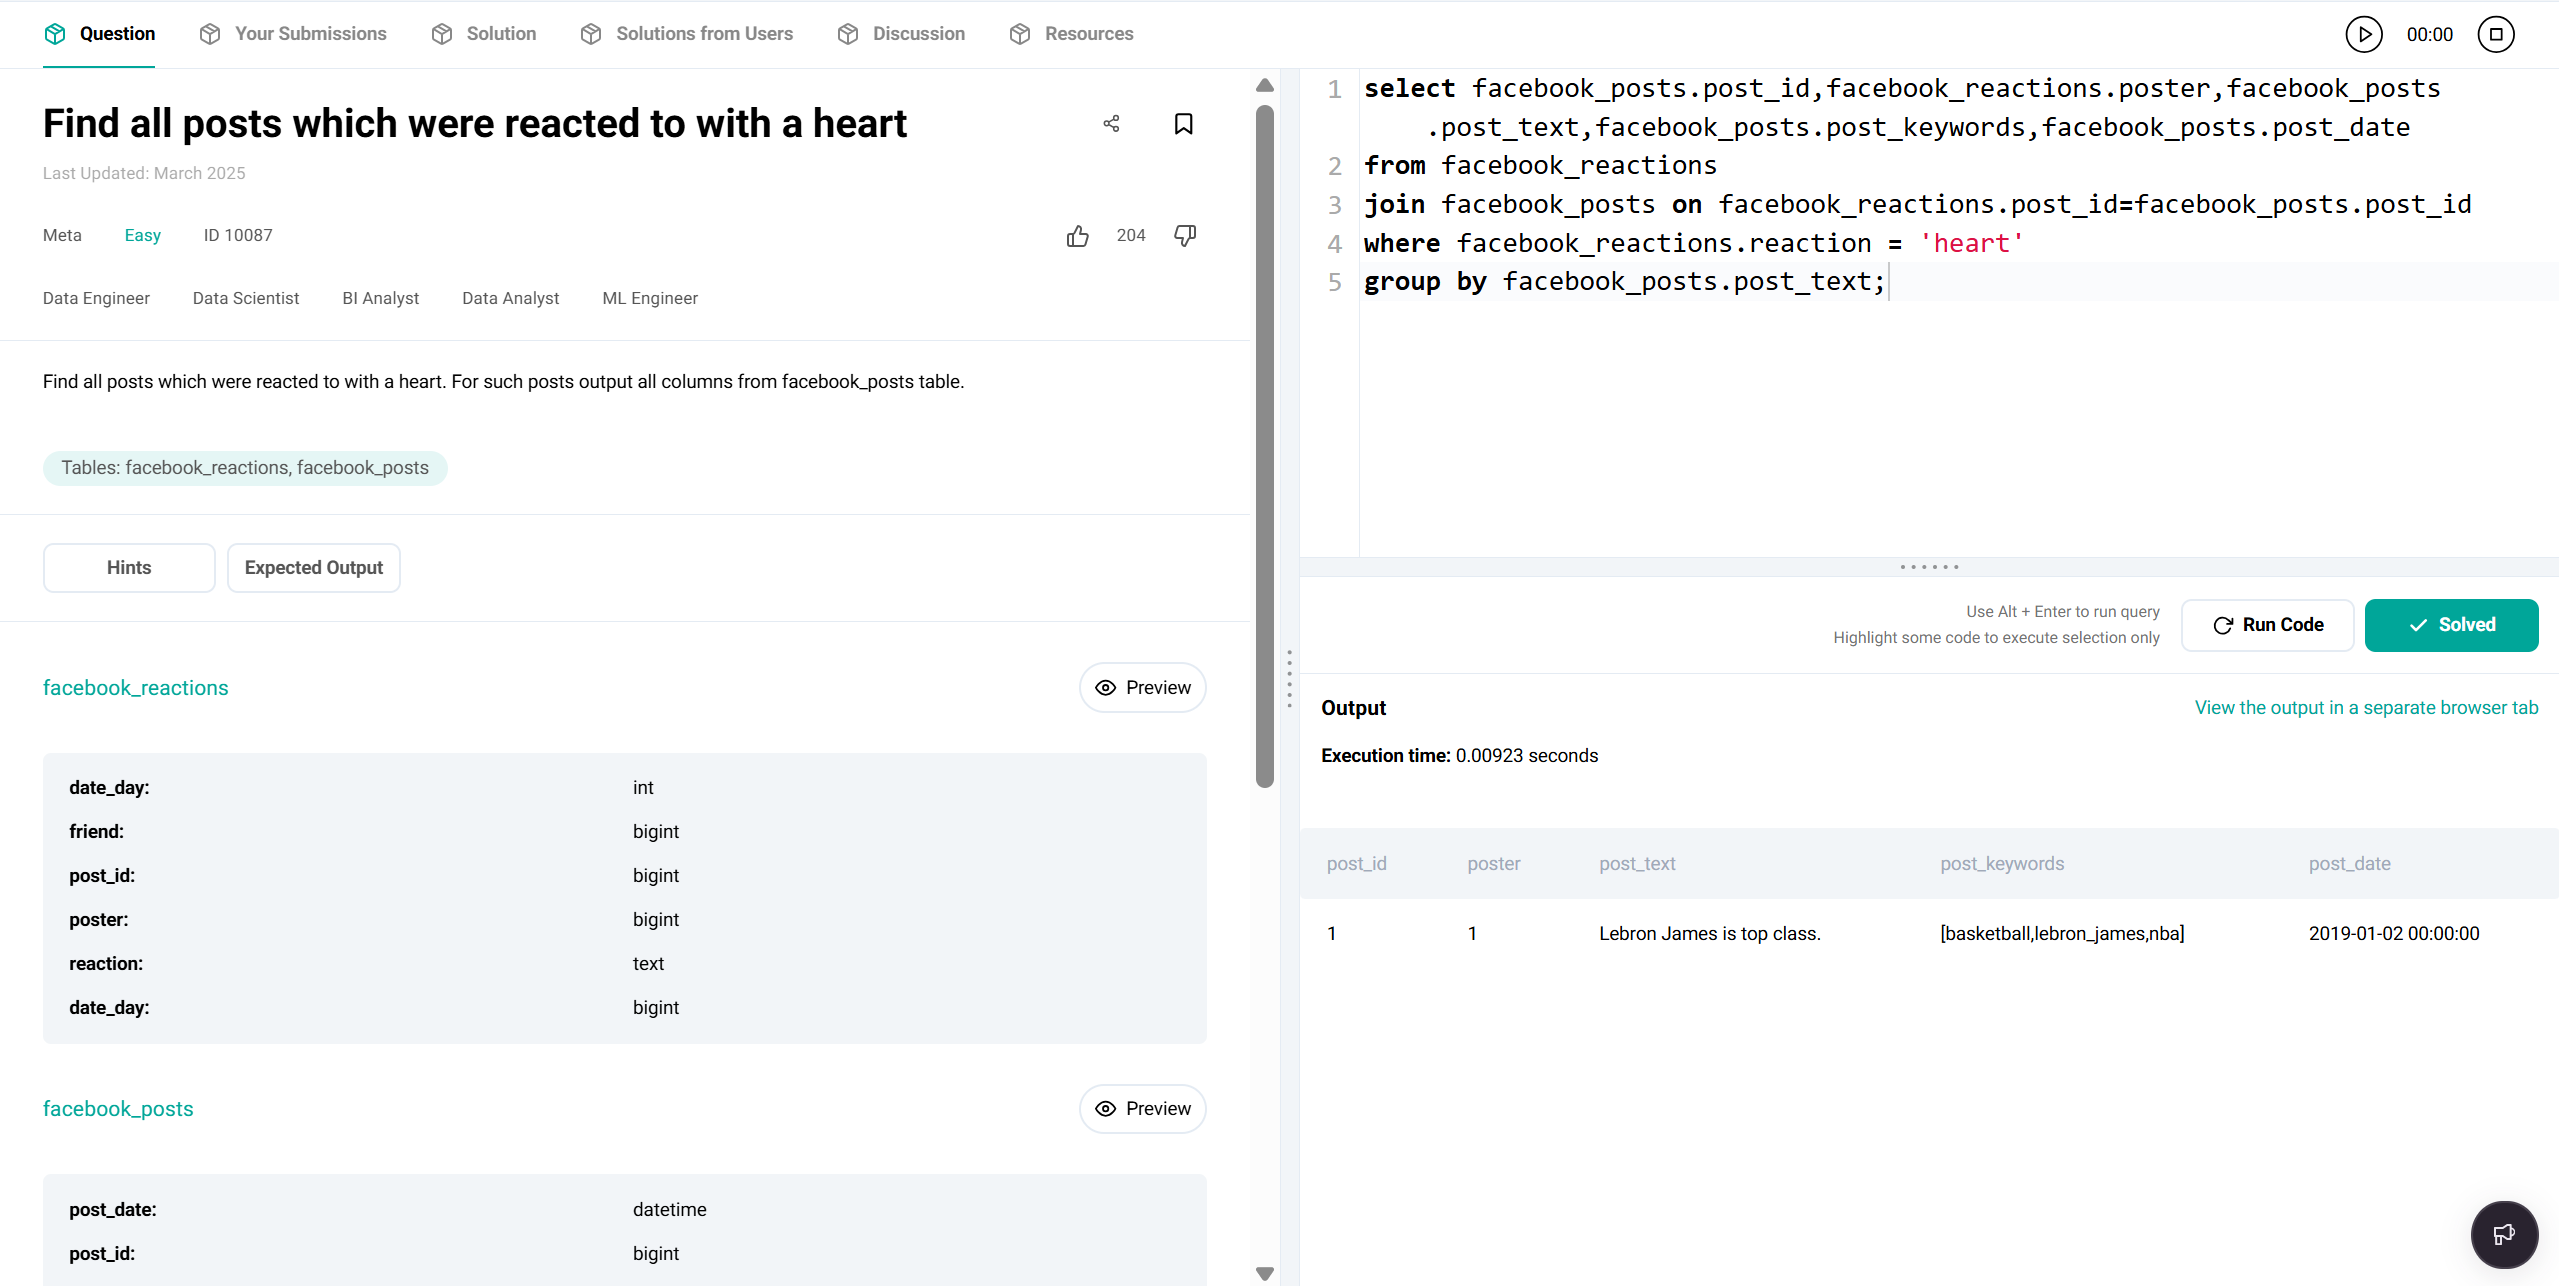 Question
Your Submissions
Solution
Solutions from Users
Discussion
Resources
00:00
Find all posts which were reacted to with a heart
Last Updated: March 2025
Meta
Easy
ID 10087
204
Data Engineer
Data Scientist
BI Analyst
Data Analyst
ML Engineer
Find all posts which were reacted to with a heart. For such posts output all columns from facebook_posts table.
Tables: facebook_reactions, facebook_posts
Hints
Expected Output
facebook_reactions
Preview
date_day: int
friend: bigint
post_id: bigint
poster: bigint
reaction: text
date_day: bigint
facebook_posts
Preview
post_date: datetime
post_id: bigint
1 select facebook_posts.post_id,facebook_reactions.poster,facebook_posts
.post_text,facebook_posts.post_keywords,facebook_posts.post_date
2 from facebook_reactions
3 join facebook_posts on facebook_reactions.post_id=facebook_posts.post_id
4 where facebook_reactions.reaction = 'heart'
5 group by facebook_posts.post_text;
Use Alt + Enter to run query
Highlight some code to execute selection only
Run Code
Solved
Output
View the output in a separate browser tab
Execution time: 0.00923 seconds
post_id poster post_text post_keywords post_date
1 1 Lebron James is top class. [basketball,lebron_james,nba] 2019-01-02 00:00:00